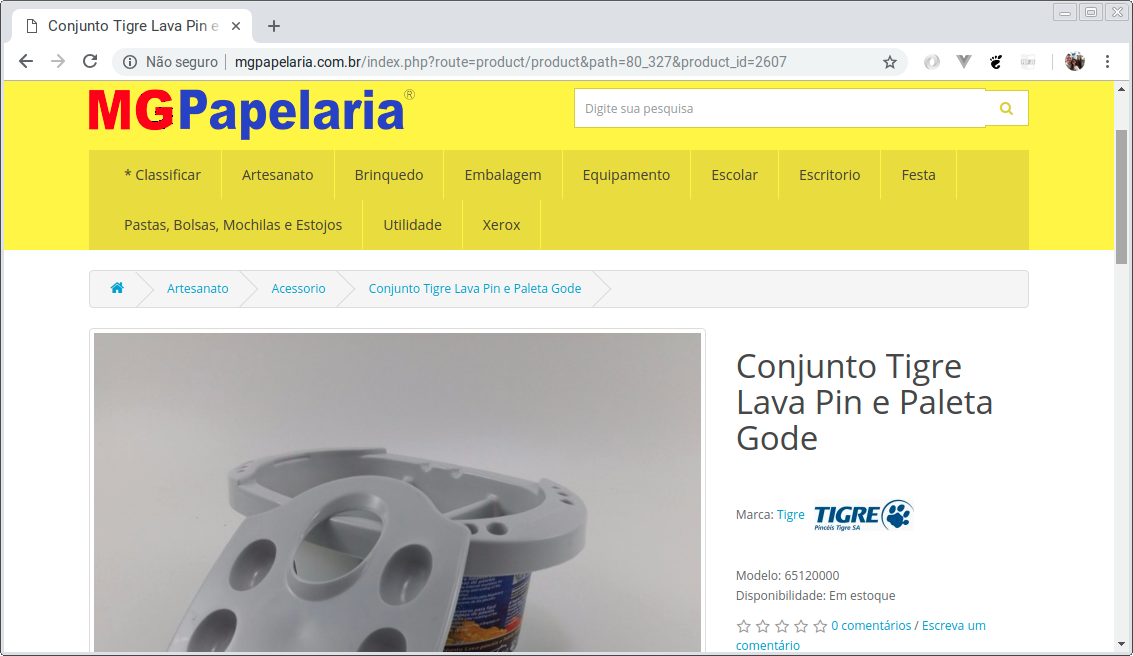 Conjunto Tigre Lava Pin e
Não seguro mgpapelaria.com.br/index.php?route=product/product&path=80_327&product_id=2607
MGPapelaria®
Digite sua pesquisa
* Classificar Artesanato Brinquedo Embalagem Equipamento Escolar Escritorio Festa
Pastas, Bolsas, Mochilas e Estojos Utilidade Xerox
Artesanato Acessorio Conjunto Tigre Lava Pin e Paleta Gode
Conjunto Tigre
Lava Pin e Paleta
Gode
Marca: Tigre TIGRE
Pincéis Tigre SA
Modelo: 65120000
Disponibilidade: Em estoque
0 comentários / Escreva um
comentário